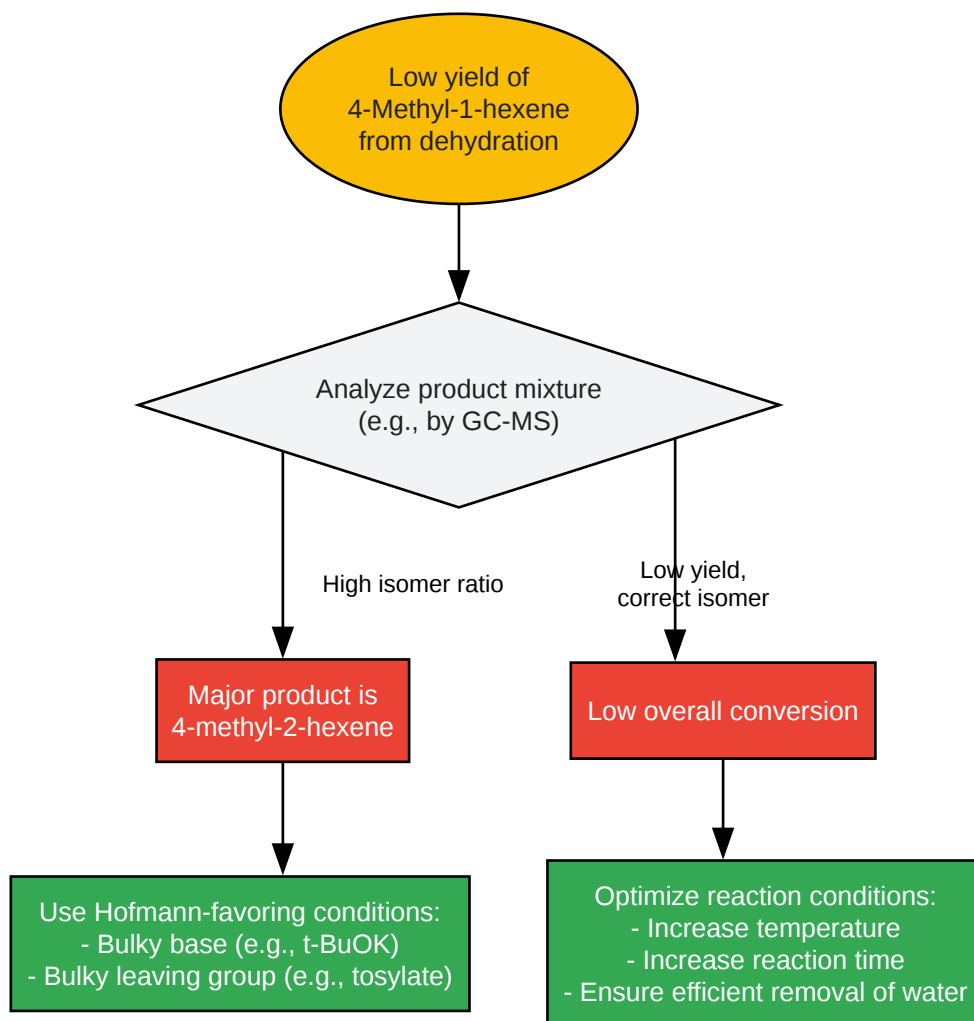 Low yield of
4-Methyl-1-hexene
from dehydration
Analyze product mixture
(e.g., by GC-MS)
High isomer ratio
Low yield,
correct isomer
Major product is
4-methyl-2-hexene
Low overall conversion
Use Hofmann-favoring conditions:
- Bulky base (e.g., t-BuOK)
- Bulky leaving group (e.g., tosylate)
Optimize reaction conditions:
- Increase temperature
- Increase reaction time
- Ensure efficient removal of water